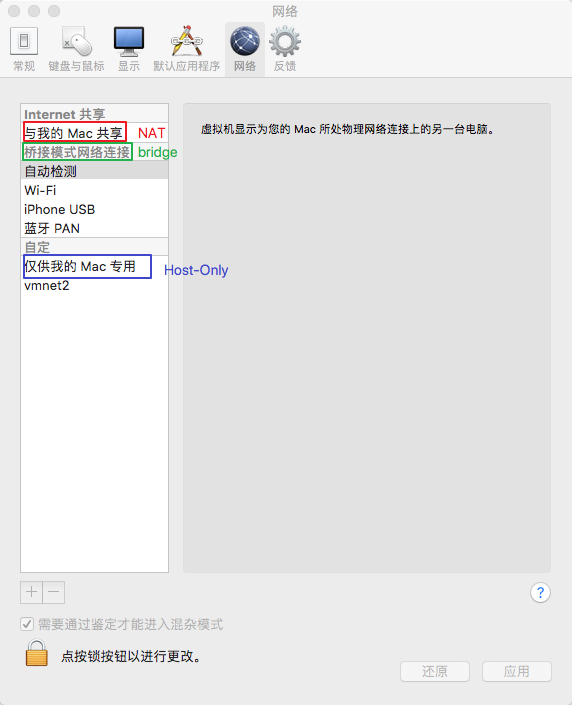 网络
常规
键盘与鼠标
显示
默认应用程序
网络
反馈
Internet 共享
与我的 Mac 共享 NAT
桥接模式网络连接 bridge
自动检测
Wi-Fi
iPhone USB
蓝牙 PAN
自定
仅供我的 Mac 专用 Host-Only
vmnet2
虚拟机显示为您的 Mac 所处物理网络连接上的另一台电脑。
+ −
?
需要通过鉴定才能进入混杂模式
点按锁按钮以进行更改。
还原
应用